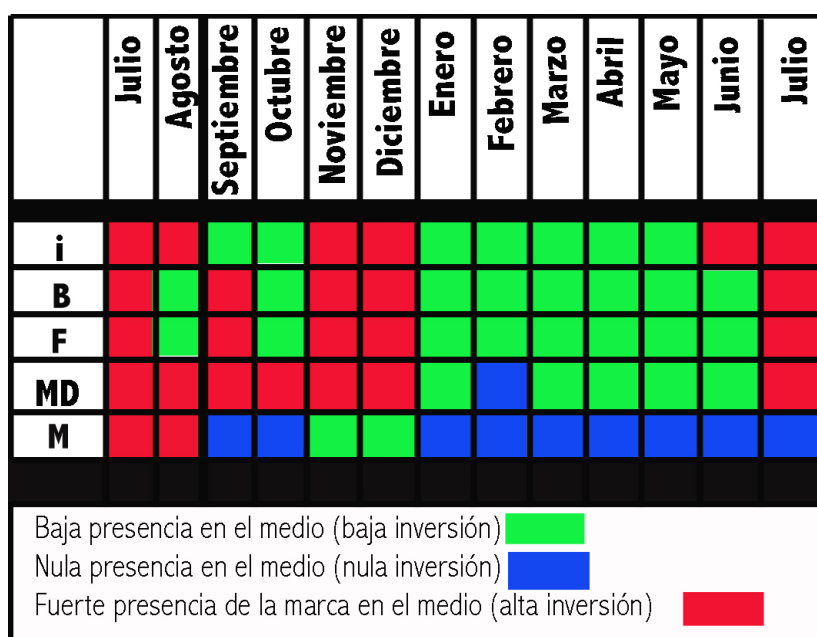 Julio Agosto Septiembre Octubre Noviembre Diciembre Enero Febrero Marzo Abril Mayo Junio Julio
i
B
F
MD
M
Baja presencia en el medio (baja inversión)
Nula presencia en el medio (nula inversión)
Fuerte presencia de la marca en el medio (alta inversión)